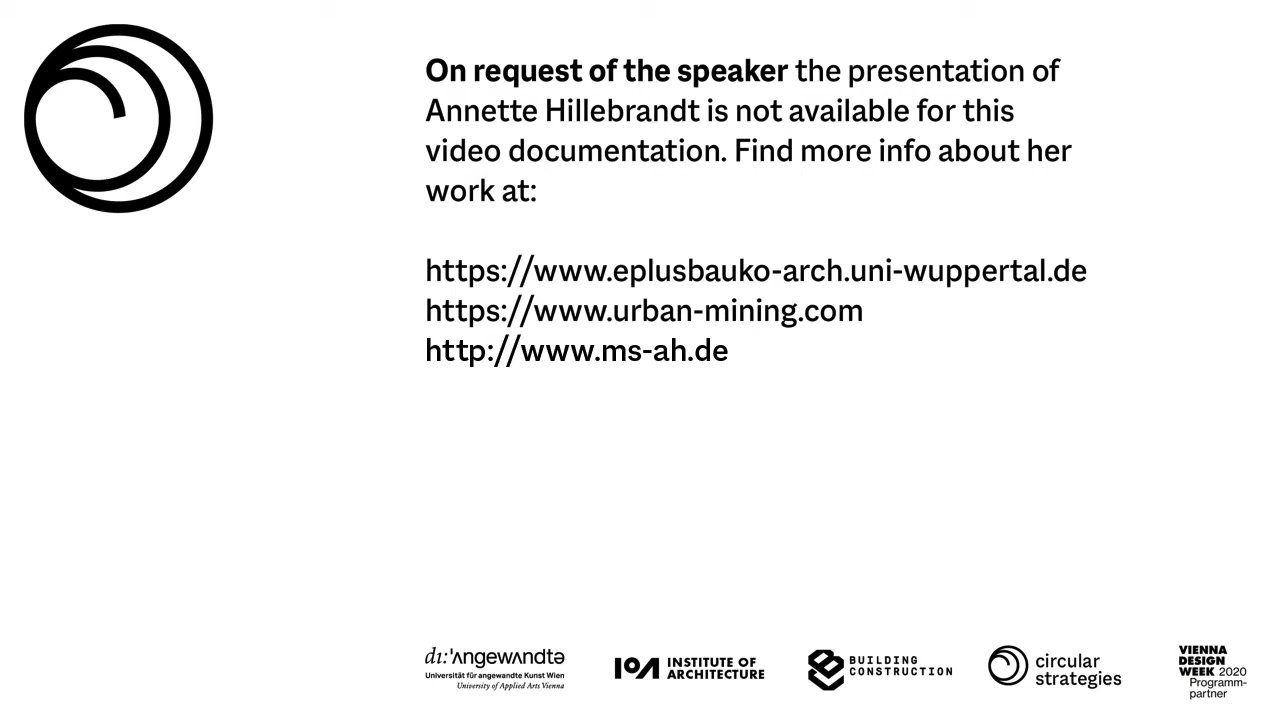 On request of the speaker the presentation of
Annette Hillebrandt is not available for this
video documentation. Find more info about her
work at:
https://www.eplusbauko-arch.uni-wuppertal.de
https://www.urban-mining.com
http://www.ms-ah.de
dı:'ʌngewʌndtə
Universität für angewandte Kunst Wien
University of Applied Arts Vienna
IOA INSTITUTE OF
ARCHITECTURE
BUILDING
CONSTRUCTION
circular
strategies
VIENNA
DESIGN
WEEK 2020
Programm-
partner